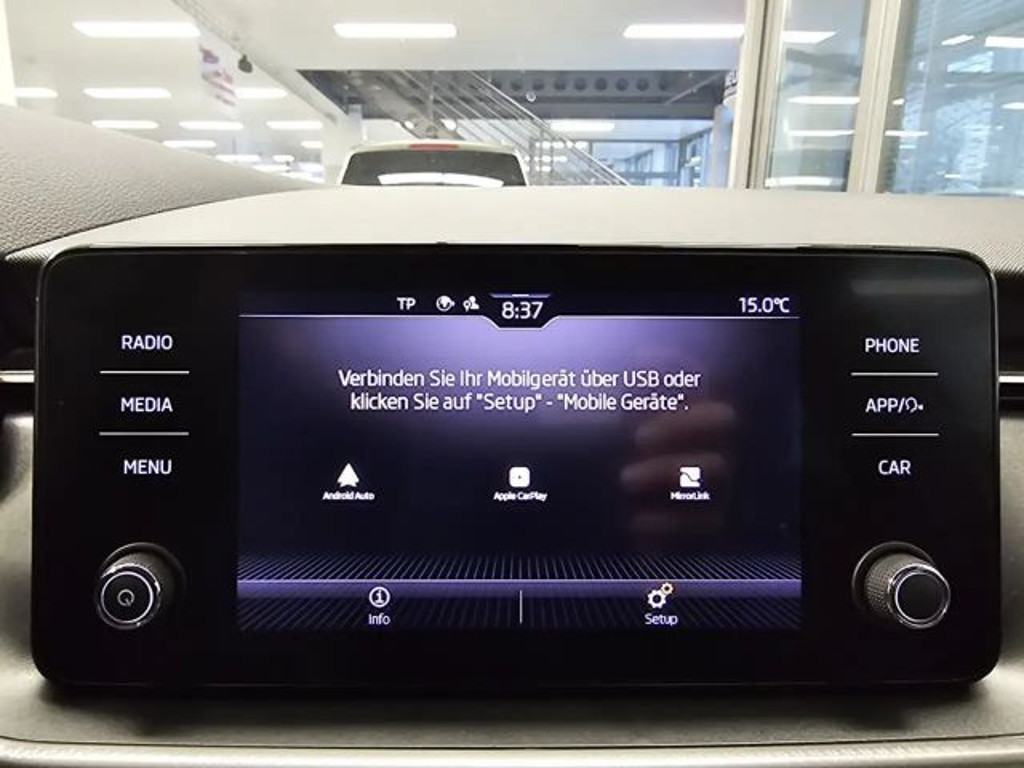 TP 8:37 15.0°C
RADIO
MEDIA
MENU
Verbinden Sie Ihr Mobilgerät über USB oder
klicken Sie auf "Setup" - "Mobile Geräte".
Android Auto
Apple CarPlay
MirrorLink
Info
Setup
PHONE
APP/
CAR